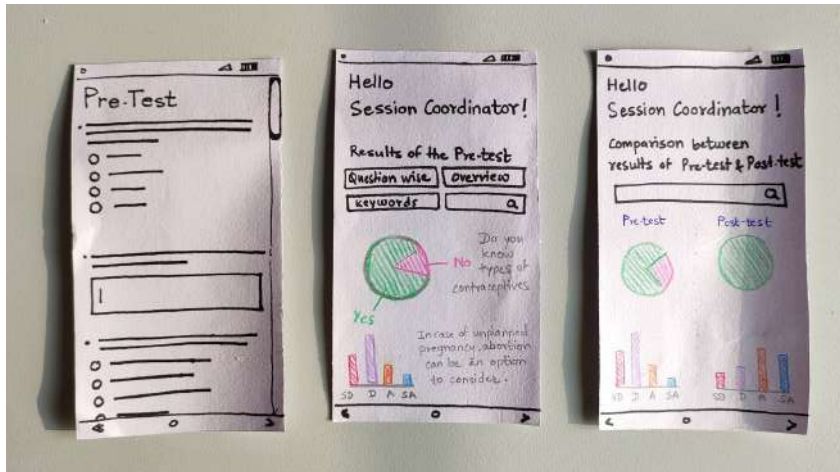 Pre-Test
Hello
Session Coordinator!
Results of the Pre-test
Question wise
overview
keywords
No
Yes
Do you
know
types of
contraceptives
In case of unplanned
pregnancy, abortion
can be an option
to consider.
SD D A SA
Hello
Session Coordinator!
Comparison between
results of Pre-test & Post-test
Pre-test
Post-test
SD D A SA
SD D A SA